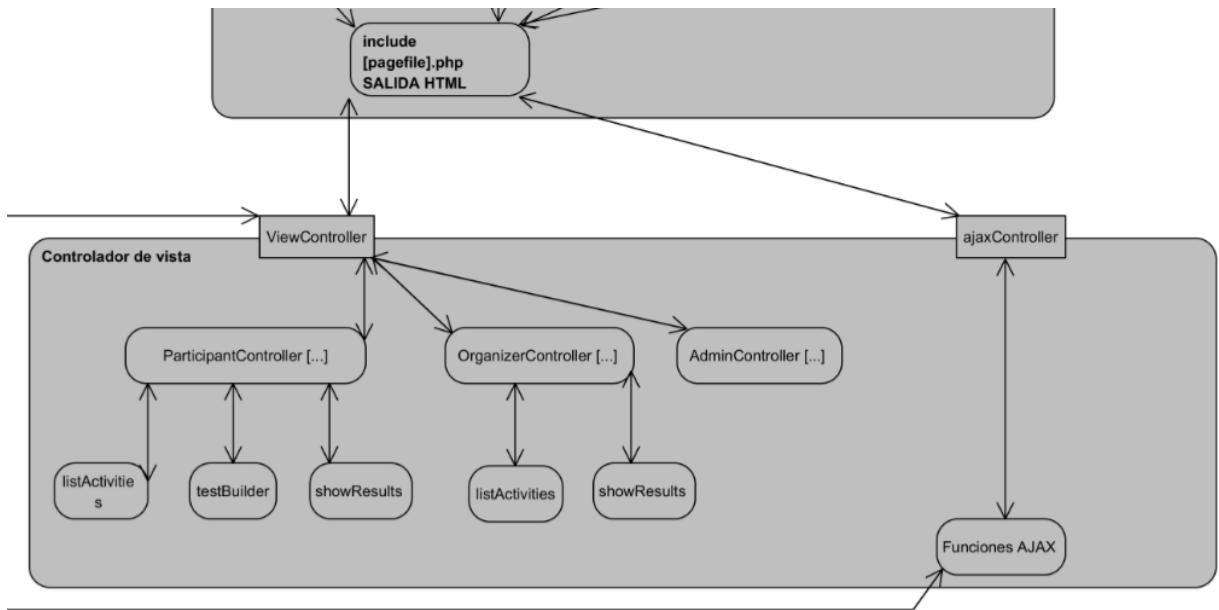 include
[pagefile].php
SALIDA HTML
ViewController
ajaxController
Controlador de vista
ParticipantController [...]
OrganizerController [...]
AdminController [...]
listActivitie
s
testBuilder
showResults
listActivities
showResults
Funciones AJAX